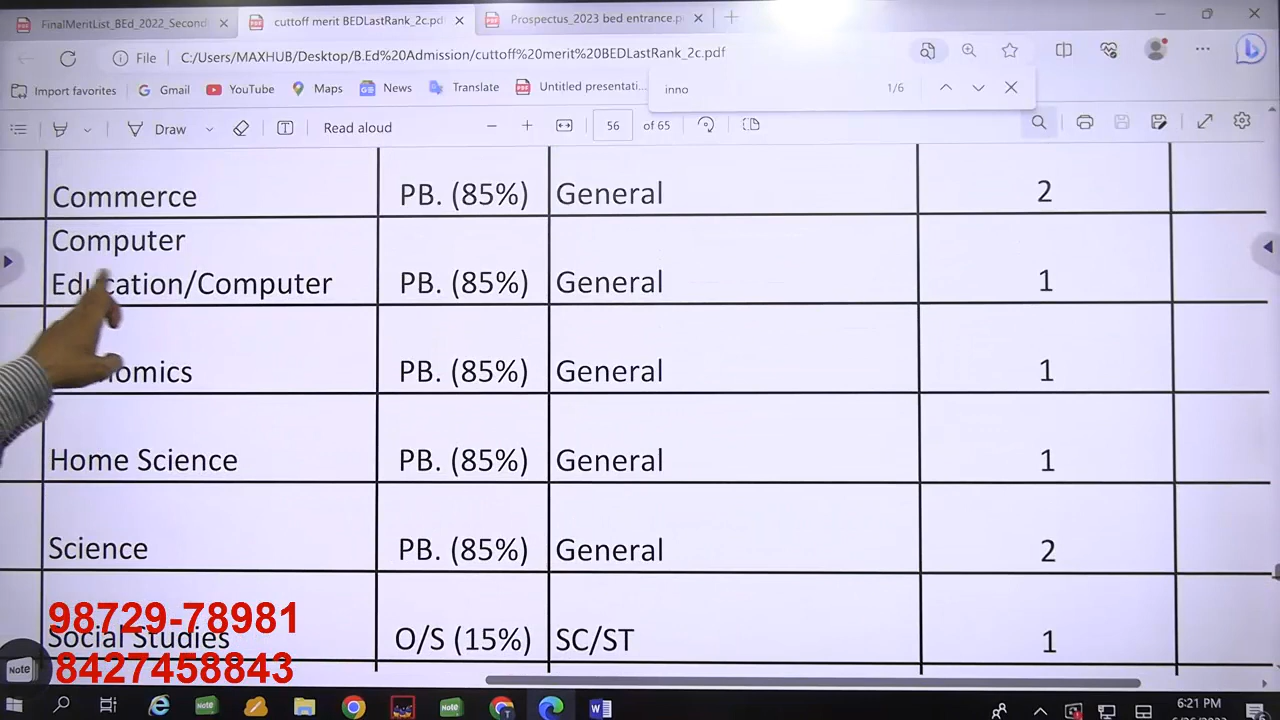 FinalMeritList_BEd_2022_Second
cuttoff merit BEDLastRank_2c.pd
Prospectus_2023 bed entrance.p
File
C:/Users/MAXHUB/Desktop/B.Ed%20Admission/cuttoff%20merit%20BEDLastRank_2c.pdf
Import favorites
Gmail
YouTube
Maps
News
Translate
Untitled presentati...
inno
1/6
Draw
Read aloud
56
of 65
Commerce PB. (85%) General 2
Computer
Education/Computer PB. (85%) General 1
nomics PB. (85%) General 1
Home Science PB. (85%) General 1
Science PB. (85%) General 2
98729-78981
Social Studies O/S (15%) SC/ST 1
8427458843
Note
6:21 PM